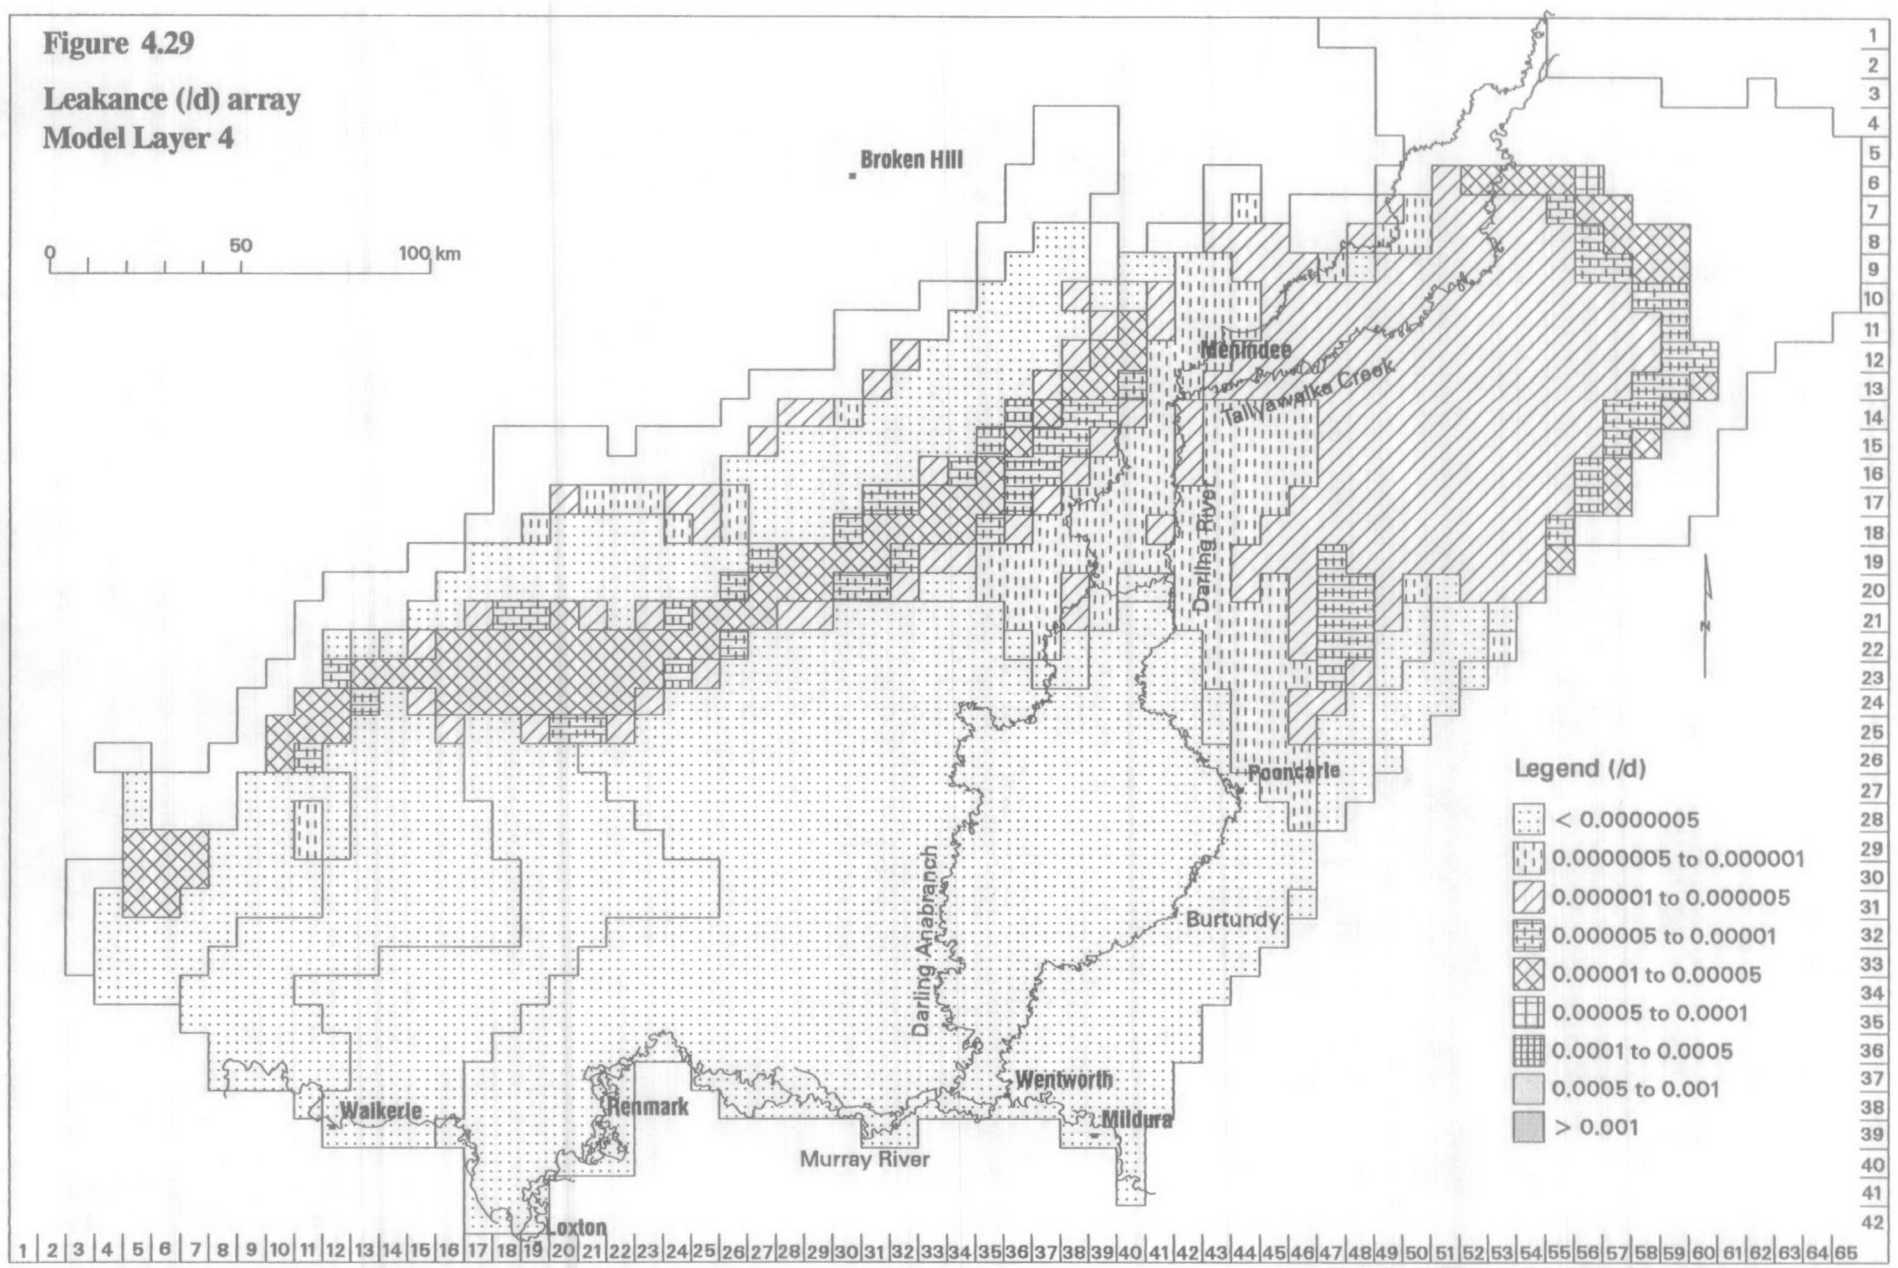 Figure 4.29
Leakance (/d) array
Model Layer 4
0 50 100 km
Broken Hill
Menindee
Tallyawalka Creek
Darling River
Pooncarie
Darling Anabranch
Burtundy
Wentworth
Mildura
Renmark
Waikerie
Murray River
Loxton
N
Legend (/d)
< 0.0000005
0.0000005 to 0.000001
0.000001 to 0.000005
0.000005 to 0.00001
0.00001 to 0.00005
0.00005 to 0.0001
0.0001 to 0.0005
0.0005 to 0.001
> 0.001
1
2
3
4
5
6
7
8
9
10
11
12
13
14
15
16
17
18
19
20
21
22
23
24
25
26
27
28
29
30
31
32
33
34
35
36
37
38
39
40
41
42
1 2 3 4 5 6 7 8 9 10 11 12 13 14 15 16 17 18 19 20 21 22 23 24 25 26 27 28 29 30 31 32 33 34 35 36 37 38 39 40 41 42 43 44 45 46 47 48 49 50 51 52 53 54 55 56 57 58 59 60 61 62 63 64 65